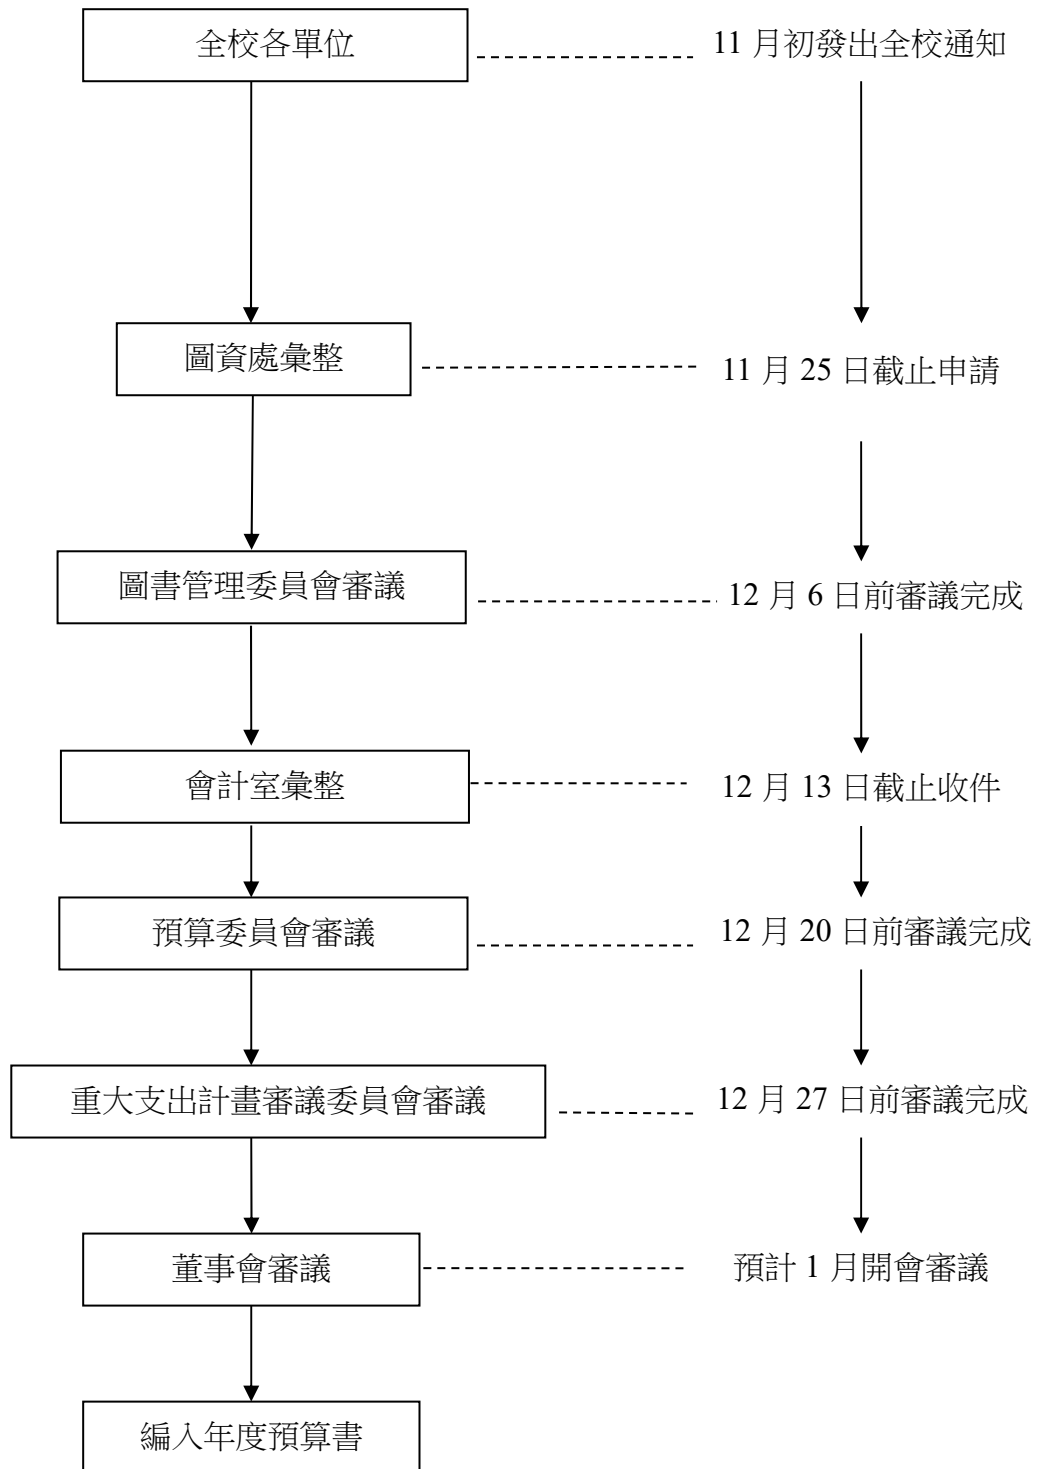 全校各單位
11 月初發出全校通知
圖資處彙整
11 月 25 日截止申請
圖書管理委員會審議
12 月 6 日前審議完成
會計室彙整
12 月 13 日截止收件
預算委員會審議
12 月 20 日前審議完成
重大支出計畫審議委員會審議
12 月 27 日前審議完成
董事會審議
預計 1 月開會審議
編入年度預算書